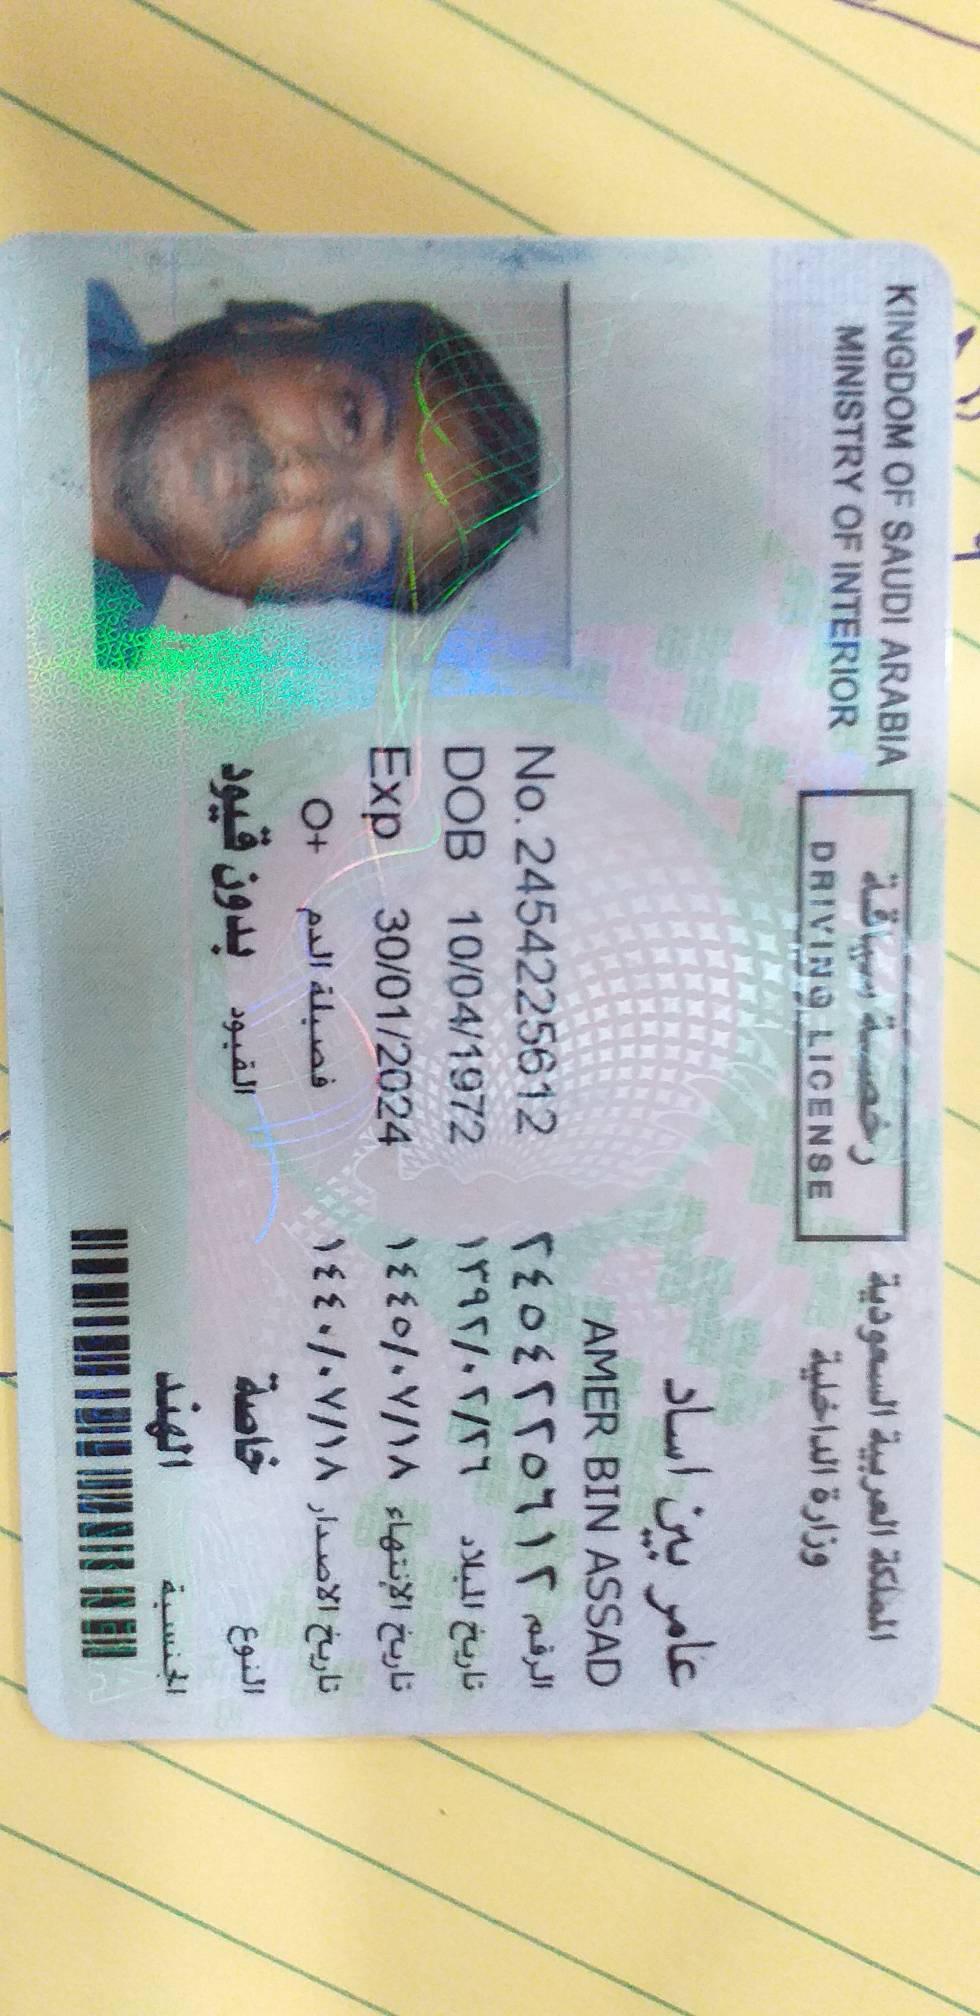 KINGDOM OF SAUDI ARABIA
MINISTRY OF INTERIOR
رخصة سياقة
DRIVING LICENSE
المملكة العربية السعودية
وزارة الداخلية
عامر بين اساد
AMER BIN ASSAD
No. 2454225612 ٢٤٥٤٢٢٥٦١٢ الرقم
DOB 10/04/1972 ١٣٩٢/٠٢/٢٦ تاريخ الميلاد
Exp 30/01/2024 ١٤٤٥/٠٧/١٨ تاريخ الإنتهاء
O+ فصيلة الدم ١٤٤٠/٠٧/١٨ تاريخ الاصدار
بدون قيود القيود خاصة النوع
الهند الجنسية